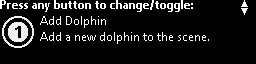 Press any button to change/toggle:
1 Add Dolphin
Add a new dolphin to the scene.